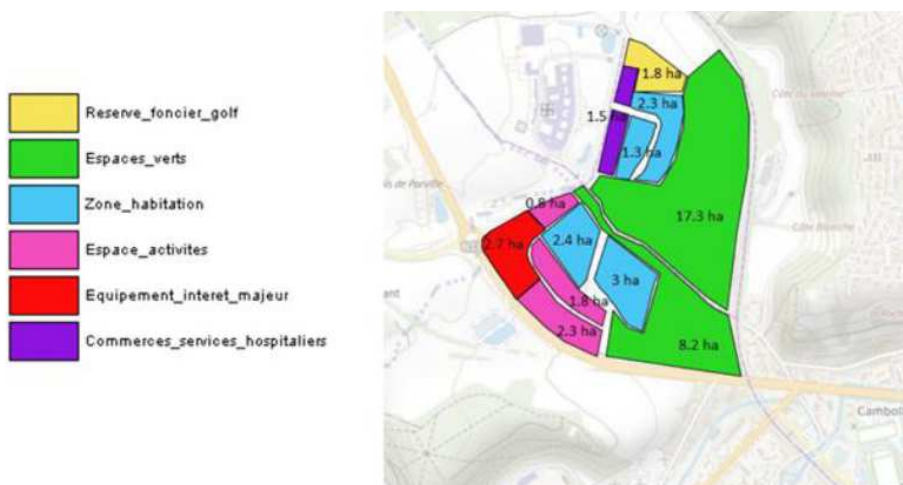 Reserve_foncier_golf
Espaces_verts
Zone_habitation
Espace_activites
Equipement_interet_majeur
Commerces_services_hospitaliers
1.8 ha
2.3 ha
1.5 ha
1.3 ha
0.8 ha
17.3 ha
2.7 ha
2.4 ha
3 ha
1.8 ha
2.3 ha
8.2 ha